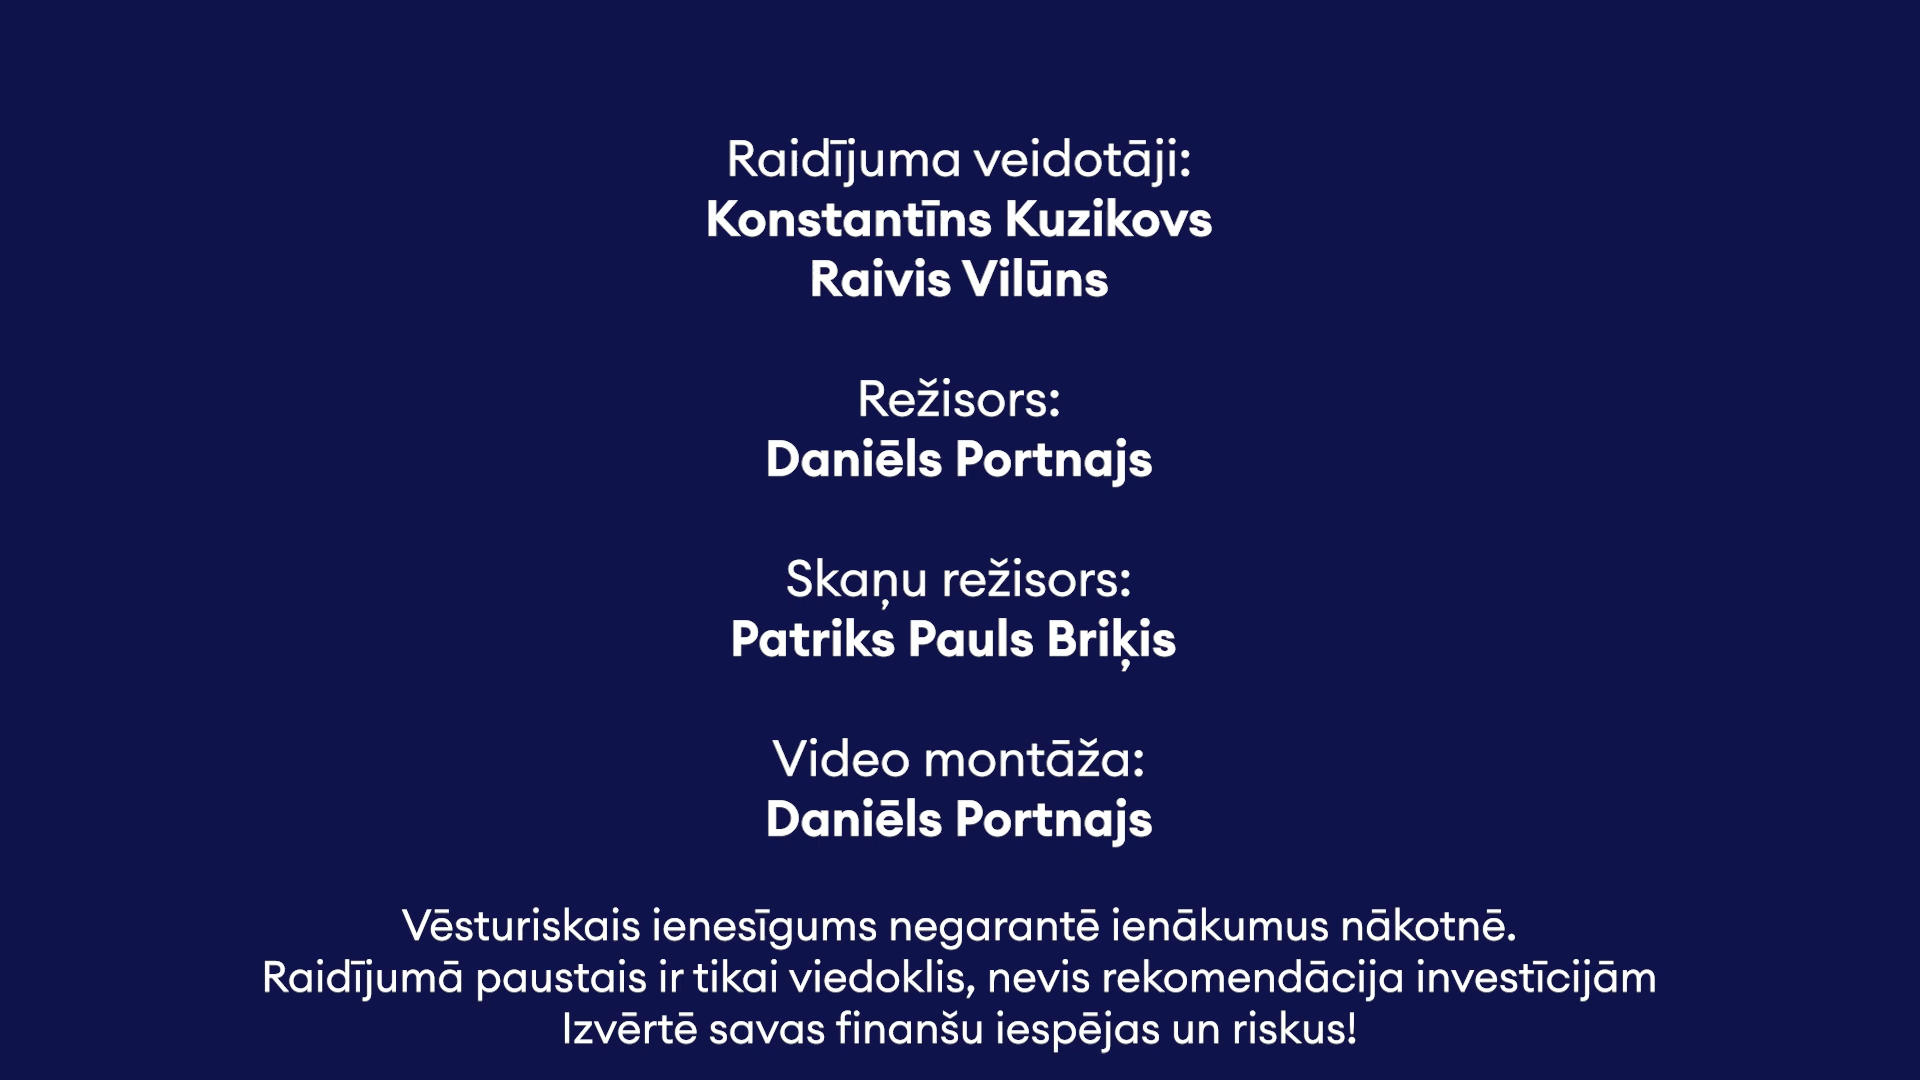 Raidījuma veidotāji:
Konstantīns Kuzikovs
Raivis Vilūns
Režisors:
Daniēls Portnajs
Skaņu režisors:
Patriks Pauls Briķis
Video montāža:
Daniēls Portnajs
Vēsturiskais ienesīgums negarantē ienākumus nākotnē.
Raidījumā paustais ir tikai viedoklis, nevis rekomendācija investīcijām
Izvērtē savas finanšu iespējas un riskus!